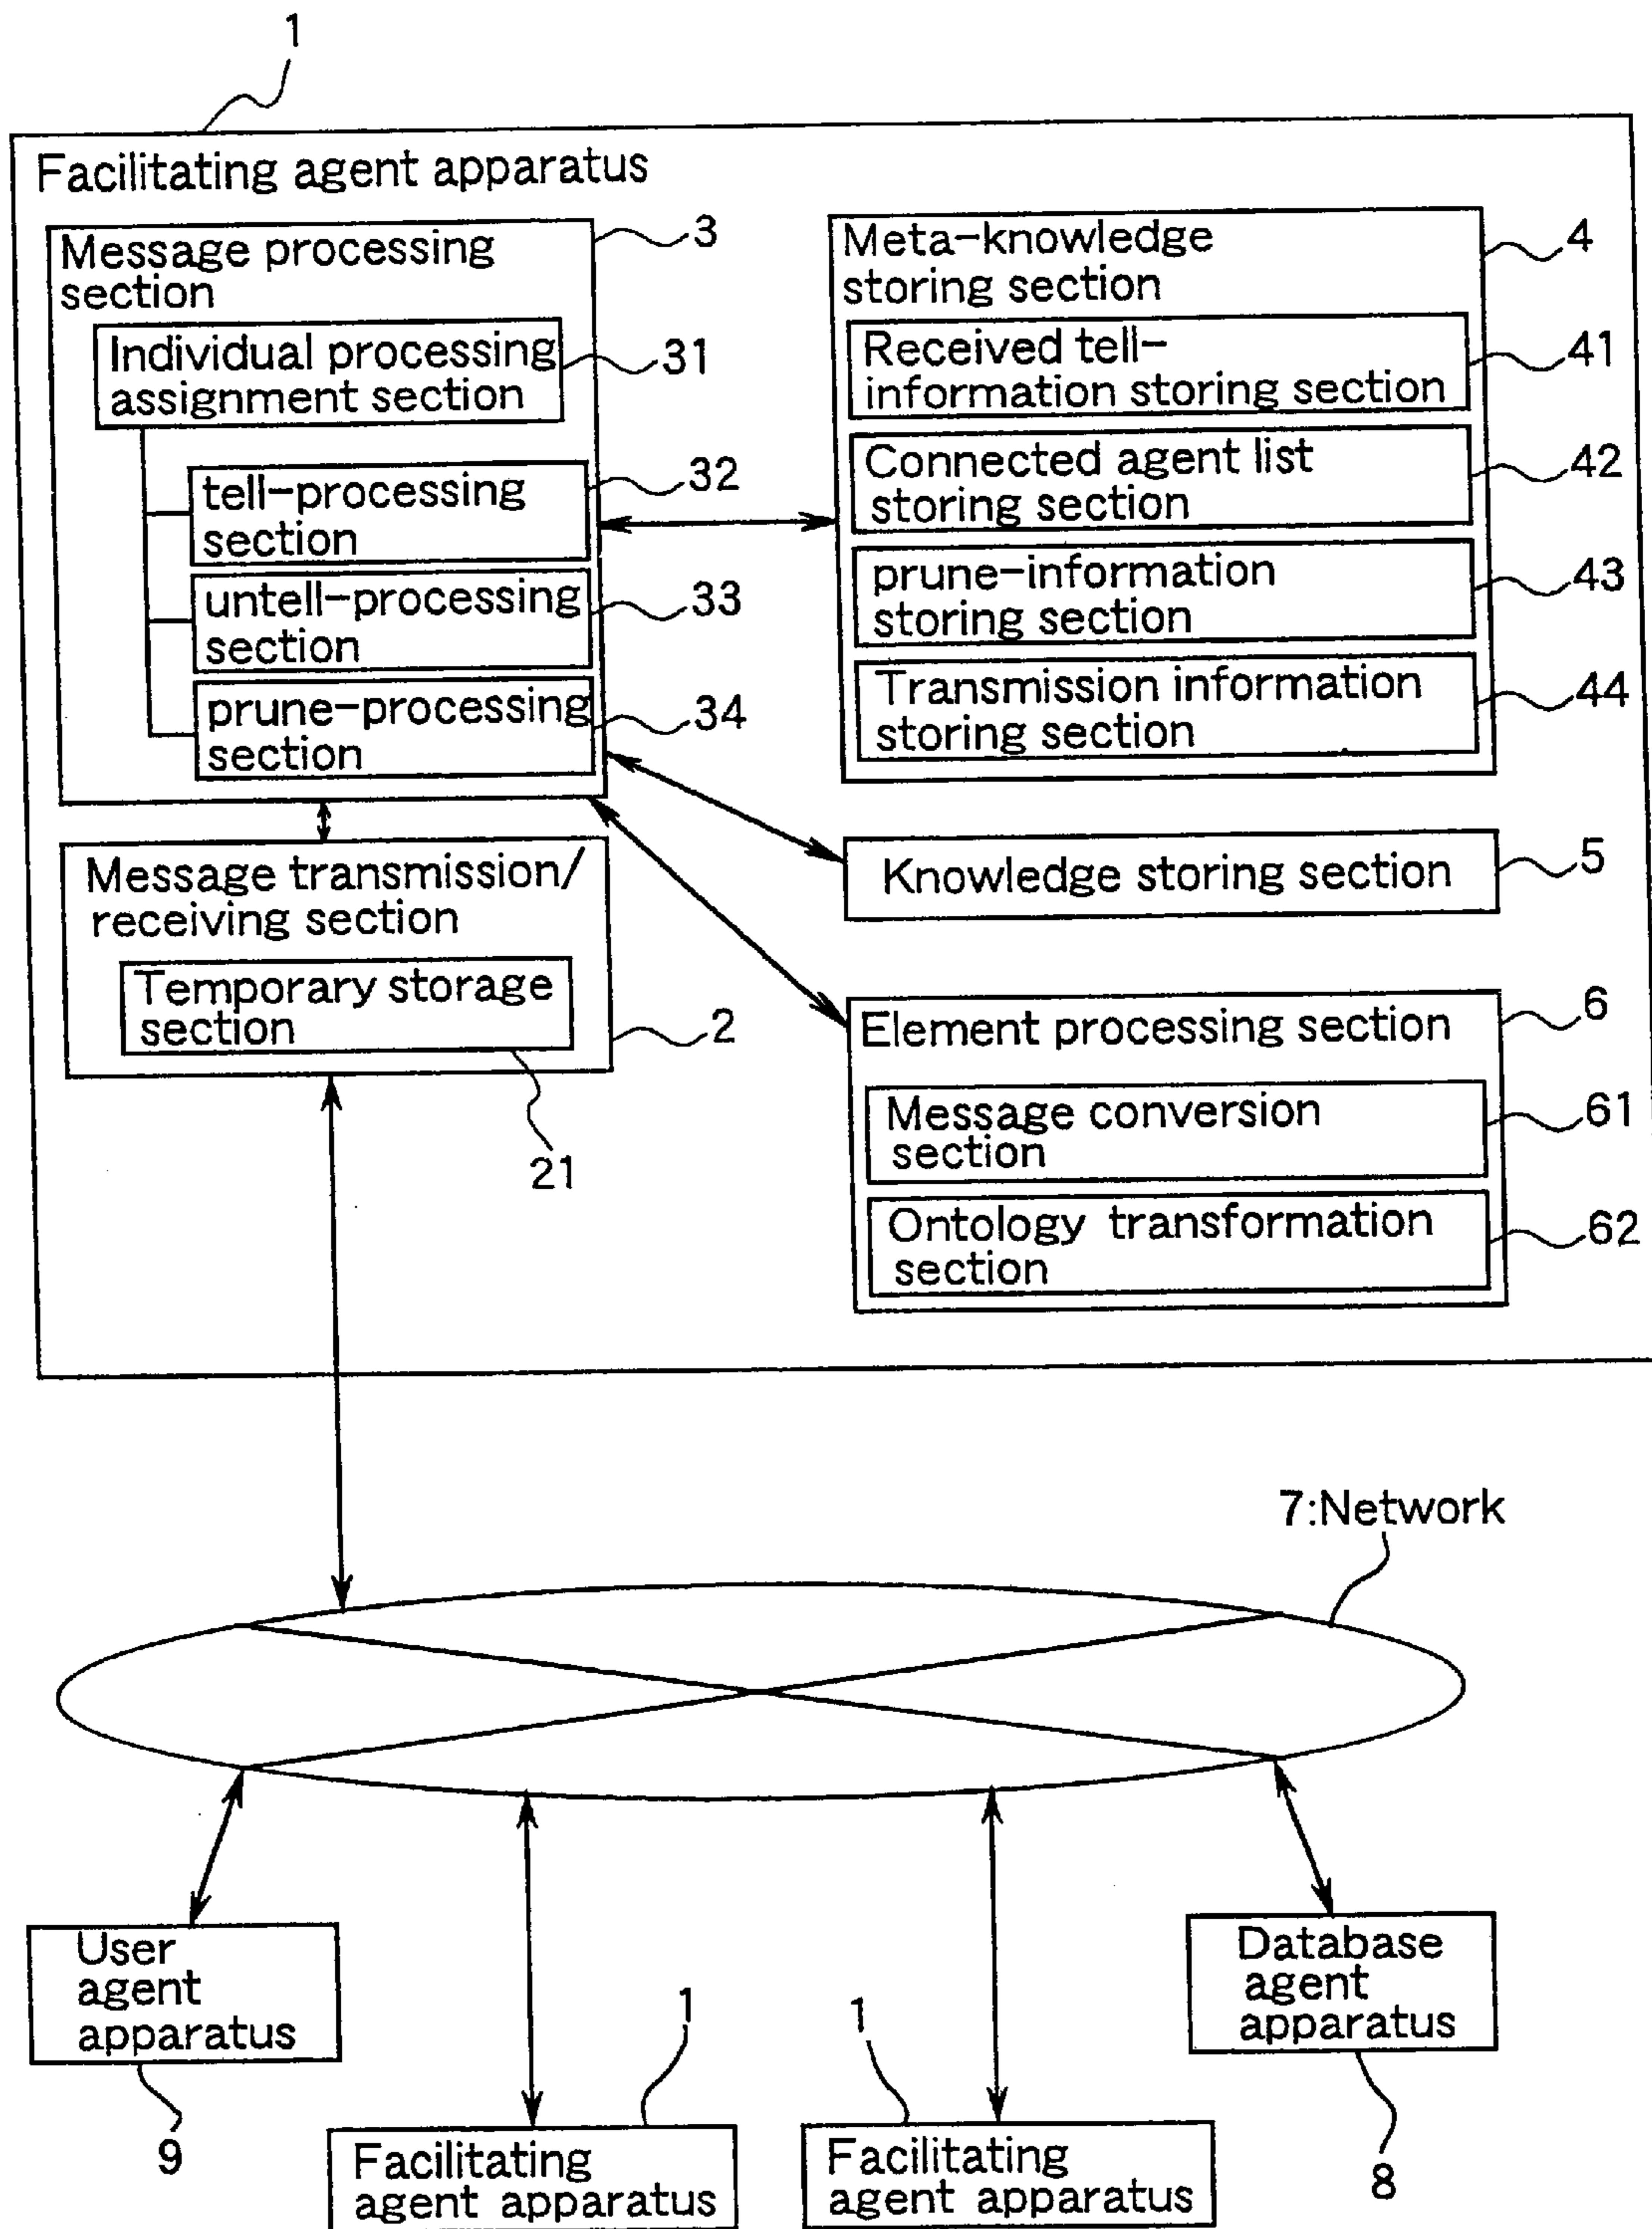 1
Facilitating agent apparatus
Message processing
section
3
Individual processing
assignment section
31
tell-processing
section
32
untell-processing
section
33
prune-processing
section
34
Meta-knowledge
storing section
4
Received tell-
information storing section
41
Connected agent list
storing section
42
prune-information
storing section
43
Transmission information
storing section
44
Message transmission/
receiving section
Temporary storage
section
2
21
Knowledge storing section
5
Element processing section
6
Message conversion
section
61
Ontology transformation
section
62
7:Network
User
agent
apparatus
9
1
Facilitating
agent apparatus
1
Facilitating
agent apparatus
Database
agent
apparatus
8